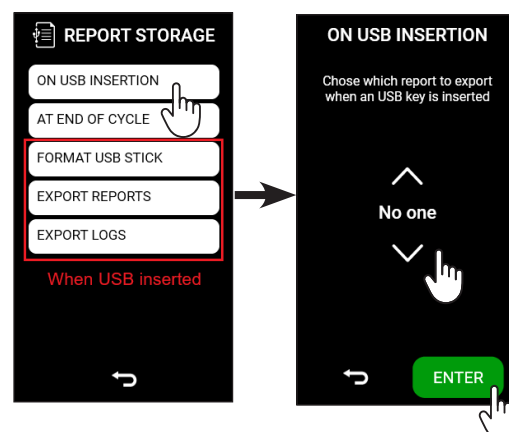 REPORT STORAGE
ON USB INSERTION
AT END OF CYCLE
FORMAT USB STICK
EXPORT REPORTS
EXPORT LOGS
When USB inserted
ON USB INSERTION
Chose which report to export
when an USB key is inserted
No one
ENTER